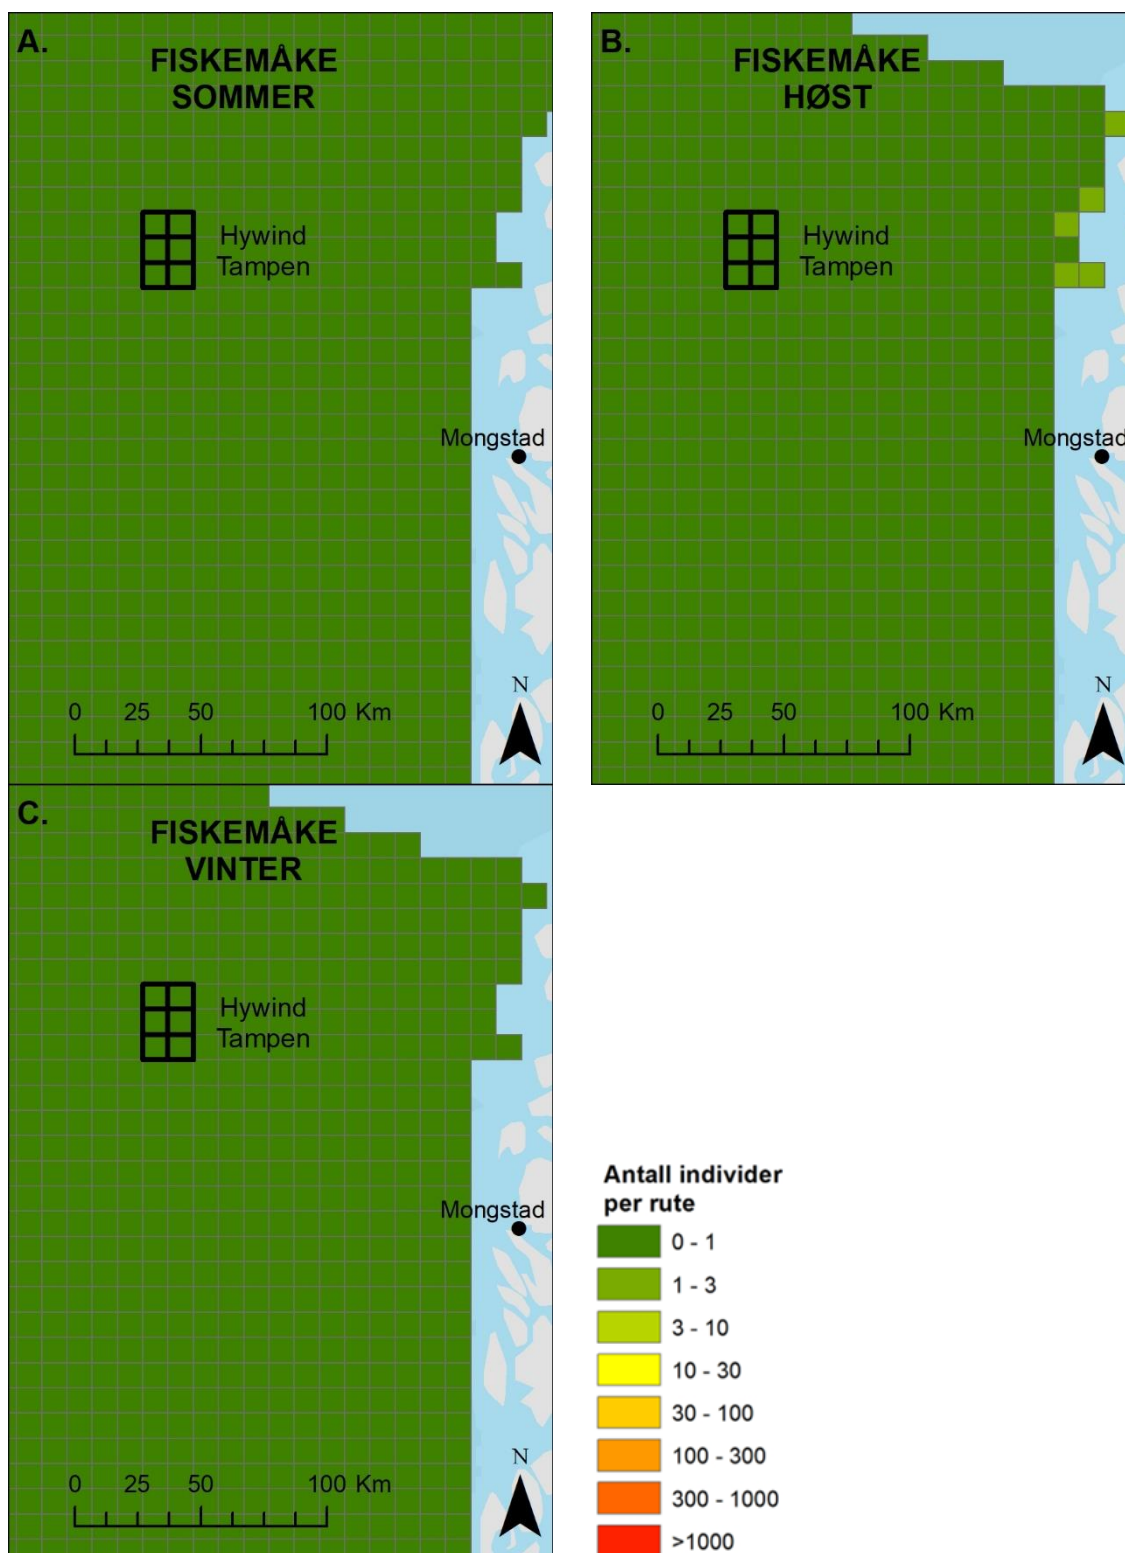 A.
FISKEMÅKE
SOMMER
Hywind
Tampen
Mongstad
N
0 25 50 100 Km
B.
FISKEMÅKE
HØST
Hywind
Tampen
Mongstad
N
0 25 50 100 Km
C.
FISKEMÅKE
VINTER
Hywind
Tampen
Mongstad
N
0 25 50 100 Km
Antall individer
per rute
0 - 1
1 - 3
3 - 10
10 - 30
30 - 100
100 - 300
300 - 1000
>1000